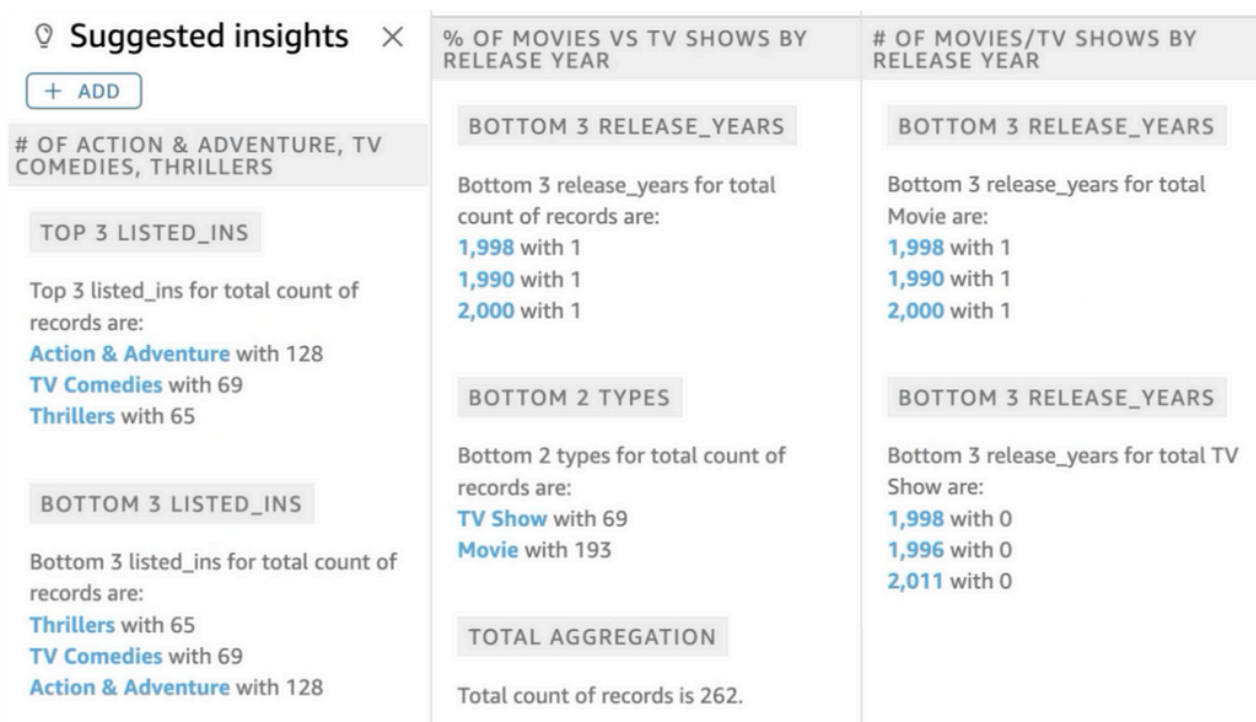 Suggested insights ×
+ ADD
# OF ACTION & ADVENTURE, TV
COMEDIES, THRILLERS
TOP 3 LISTED_INS
Top 3 listed_ins for total count of
records are:
Action & Adventure with 128
TV Comedies with 69
Thrillers with 65
BOTTOM 3 LISTED_INS
Bottom 3 listed_ins for total count of
records are:
Thrillers with 65
TV Comedies with 69
Action & Adventure with 128
% OF MOVIES VS TV SHOWS BY
RELEASE YEAR
BOTTOM 3 RELEASE_YEARS
Bottom 3 release_years for total
count of records are:
1,998 with 1
1,990 with 1
2,000 with 1
BOTTOM 2 TYPES
Bottom 2 types for total count of
records are:
TV Show with 69
Movie with 193
TOTAL AGGREGATION
Total count of records is 262.
# OF MOVIES/TV SHOWS BY
RELEASE YEAR
BOTTOM 3 RELEASE_YEARS
Bottom 3 release_years for total
Movie are:
1,998 with 1
1,990 with 1
2,000 with 1
BOTTOM 3 RELEASE_YEARS
Bottom 3 release_years for total TV
Show are:
1,998 with 0
1,996 with 0
2,011 with 0